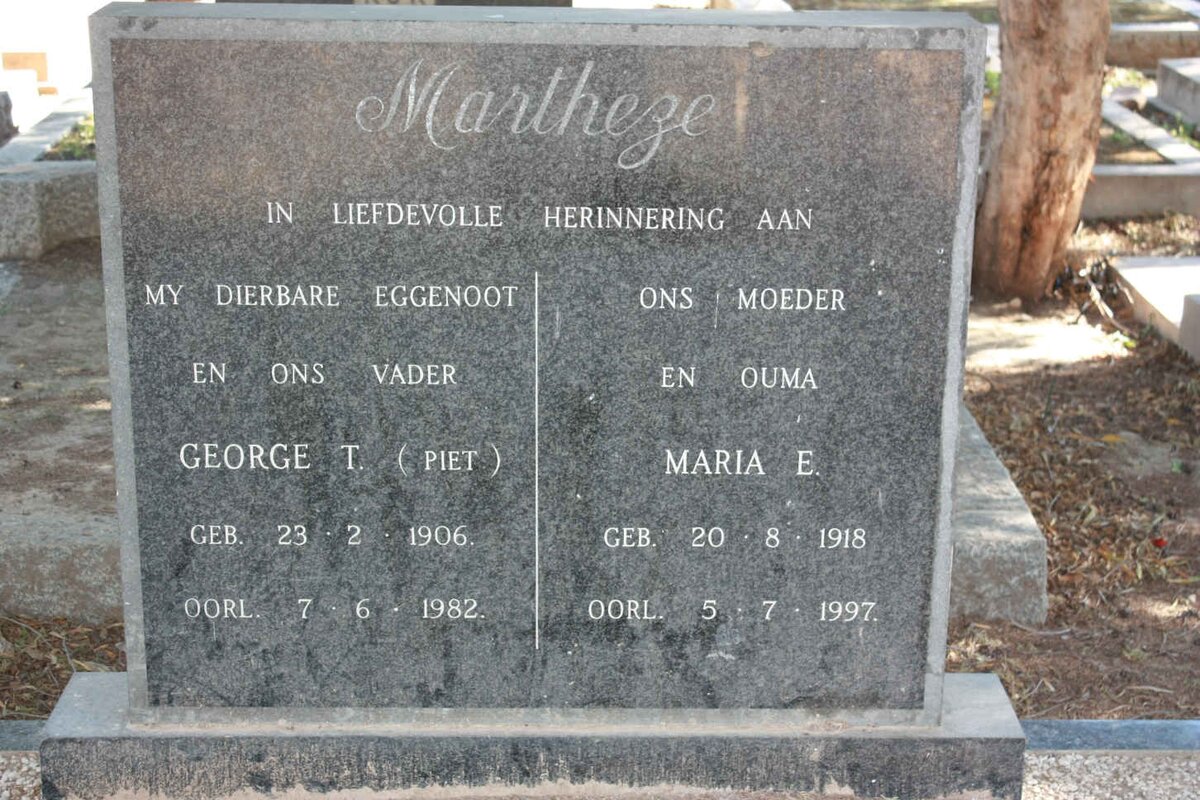 Martheze
IN LIEFDEVOLLE HERINNERING AAN
MY DIERBARE EGGENOOT
EN ONS VADER
GEORGE T. (PIET)
GEB. 23·2·1906.
OORL. 7·6·1982.
ONS MOEDER
EN OUMA
MARIA E.
GEB. 20·8·1918
OORL. 5·7·1997.